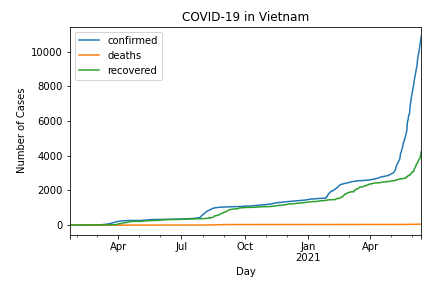 COVID-19 in Vietnam
confirmed
deaths
recovered
Number of Cases
10000
8000
6000
4000
2000
0
Apr
Jul
Oct
Jan
2021
Apr
Day